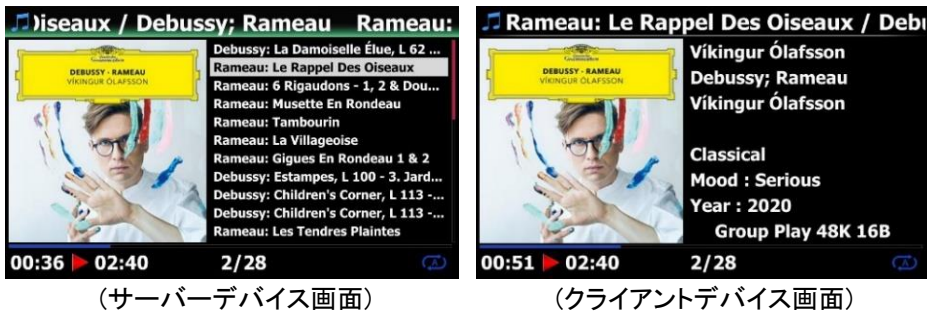 Oiseaux / Debussy; Rameau Rameau:
DEBUSSY · RAMEAU
VÍKINGUR ÓLAFSSON
Debussy: La Damoiselle Élue, L 62 ...
Rameau: Le Rappel Des Oiseaux
Rameau: 6 Rigaudons - 1, 2 & Dou...
Rameau: Musette En Rondeau
Rameau: Tambourin
Rameau: La Villageoise
Rameau: Gigues En Rondeau 1 & 2
Debussy: Estampes, L 100 - 3. Jard...
Debussy: Children's Corner, L 113 -...
Debussy: Children's Corner, L 113 -...
Rameau: Les Tendres Plaintes
00:36 02:40 2/28 A
(サーバーデバイス画面)
Rameau: Le Rappel Des Oiseaux / Debu
DEBUSSY · RAMEAU
VÍKINGUR ÓLAFSSON
Víkingur Ólafsson
Debussy; Rameau
Víkingur Ólafsson
Classical
Mood : Serious
Year : 2020
Group Play 48K 16B
00:51 02:40 2/28 A
(クライアントデバイス画面)